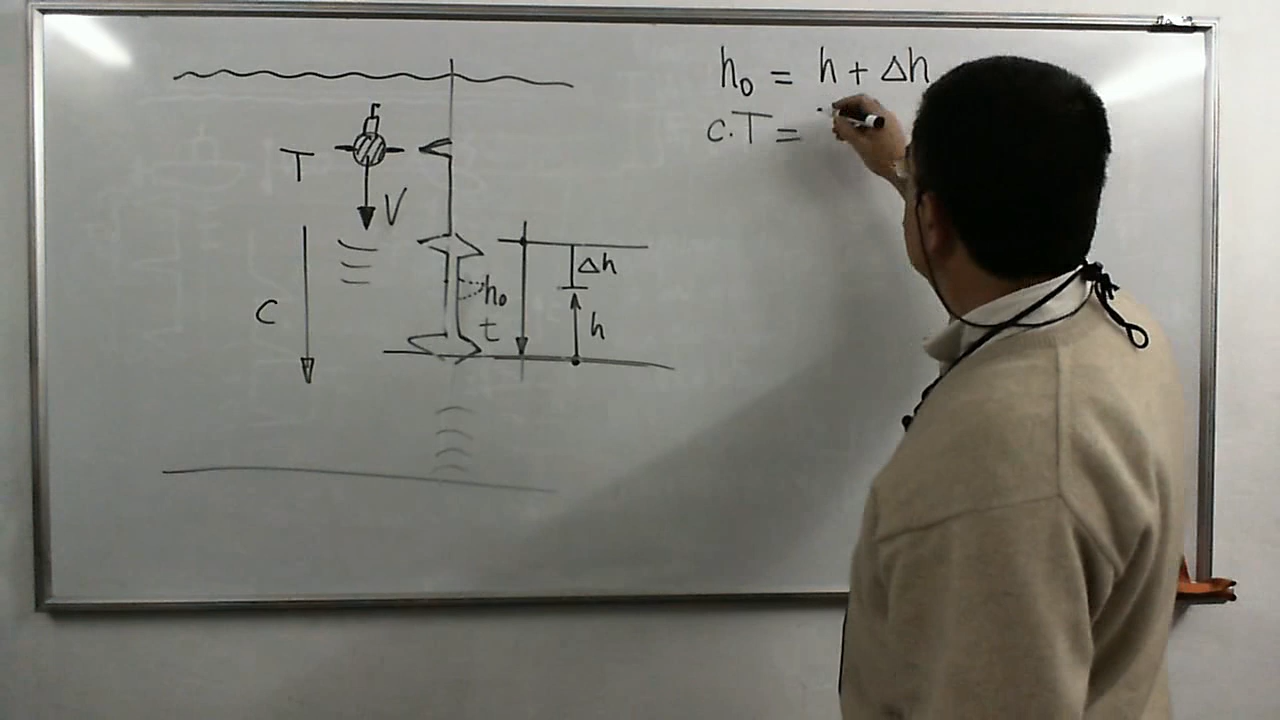 h₀ = h + Δh
c.T =
T
V
C
h₀
t
Δh
h